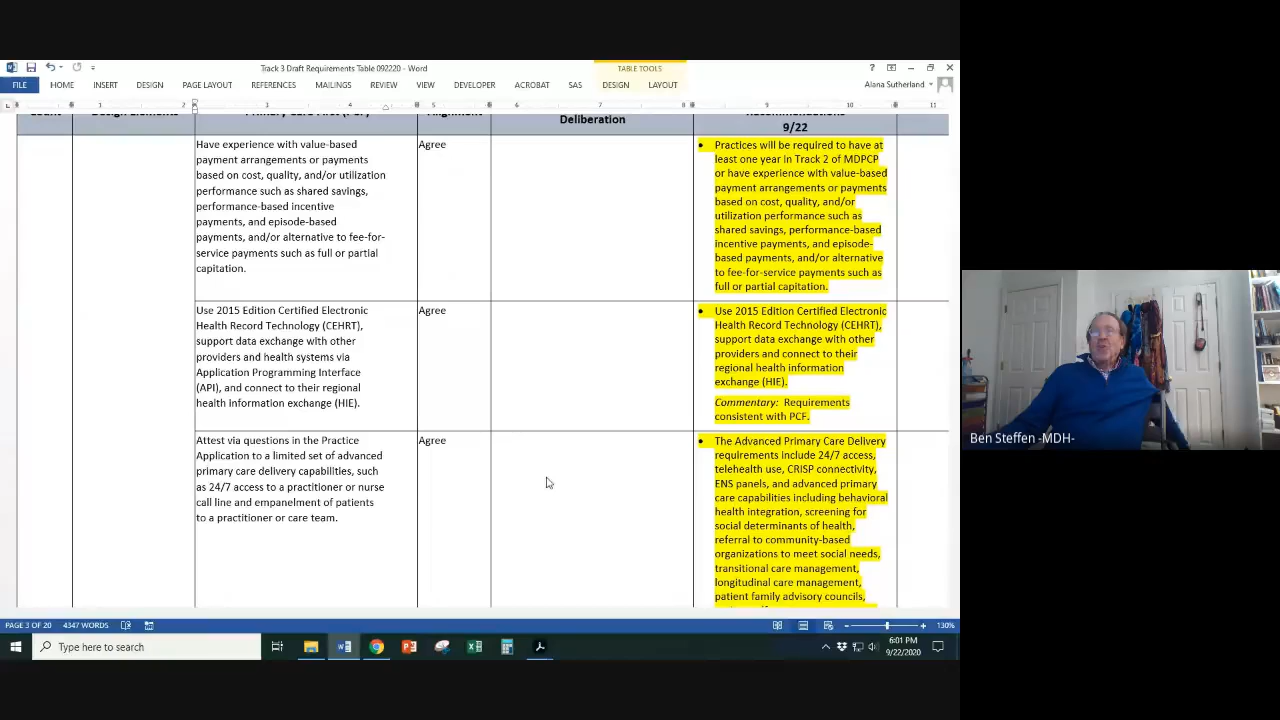 Track 3 Draft Requirements Table 092220 - Word
TABLE TOOLS
FILE HOME INSERT DESIGN PAGE LAYOUT REFERENCES MAILINGS REVIEW VIEW DEVELOPER ACROBAT SAS DESIGN LAYOUT Alana Sutherland
2 3 4 5 6 7 8 9 10 11
Deliberation
9/22
Have experience with value-based
payment arrangements or payments
based on cost, quality, and/or utilization
performance such as shared savings,
performance-based incentive
payments, and episode-based
payments, and/or alternative to fee-for-
service payments such as full or partial
capitation.
Agree
• Practices will be required to have at
least one year in Track 2 of MDPCP
or have experience with value-based
payment arrangements or payments
based on cost, quality, and/or
utilization performance such as
shared savings, performance-based
incentive payments, and episode-
based payments, and/or alternative
to fee-for-service payments such as
full or partial capitation.
Use 2015 Edition Certified Electronic
Health Record Technology (CEHRT),
support data exchange with other
providers and health systems via
Application Programming Interface
(API), and connect to their regional
health information exchange (HIE).
Agree
• Use 2015 Edition Certified Electronic
Health Record Technology (CEHRT),
support data exchange with other
providers and connect to their
regional health information
exchange (HIE).
Commentary: Requirements
consistent with PCF.
Attest via questions in the Practice
Application to a limited set of advanced
primary care delivery capabilities, such
as 24/7 access to a practitioner or nurse
call line and empanelment of patients
to a practitioner or care team.
Agree
• The Advanced Primary Care Delivery
requirements include 24/7 access,
telehealth use, CRISP connectivity,
ENS panels, and advanced primary
care capabilities including behavioral
health integration, screening for
social determinants of health,
referral to community-based
organizations to meet social needs,
transitional care management,
longitudinal care management,
patient family advisory councils,
PAGE 3 OF 20 4347 WORDS 130%
Type here to search
6:01 PM
9/22/2020
Ben Steffen -MDH-